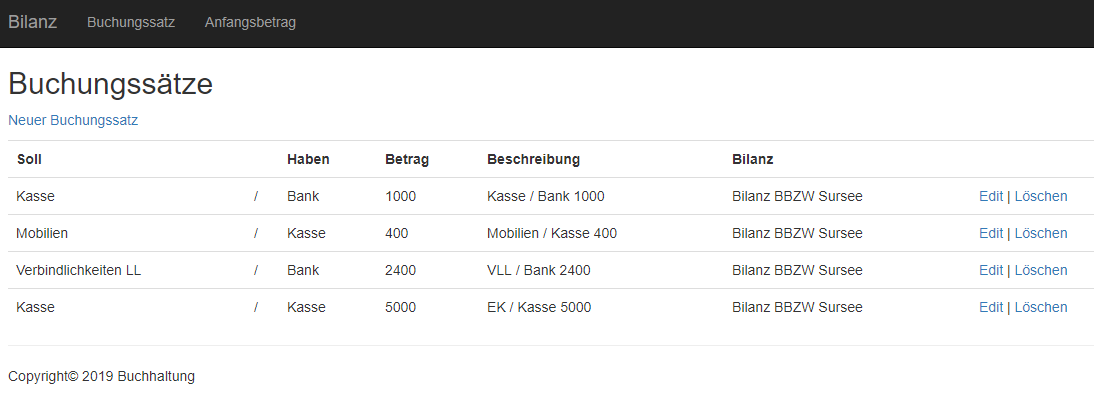 Bilanz Buchungssatz Anfangsbetrag
Buchungssätze
Neuer Buchungssatz
Soll Haben Betrag Beschreibung Bilanz
Kasse / Bank 1000 Kasse / Bank 1000 Bilanz BBZW Sursee Edit | Löschen
Mobilien / Kasse 400 Mobilien / Kasse 400 Bilanz BBZW Sursee Edit | Löschen
Verbindlichkeiten LL / Bank 2400 VLL / Bank 2400 Bilanz BBZW Sursee Edit | Löschen
Kasse / Kasse 5000 EK / Kasse 5000 Bilanz BBZW Sursee Edit | Löschen
Copyright© 2019 Buchhaltung